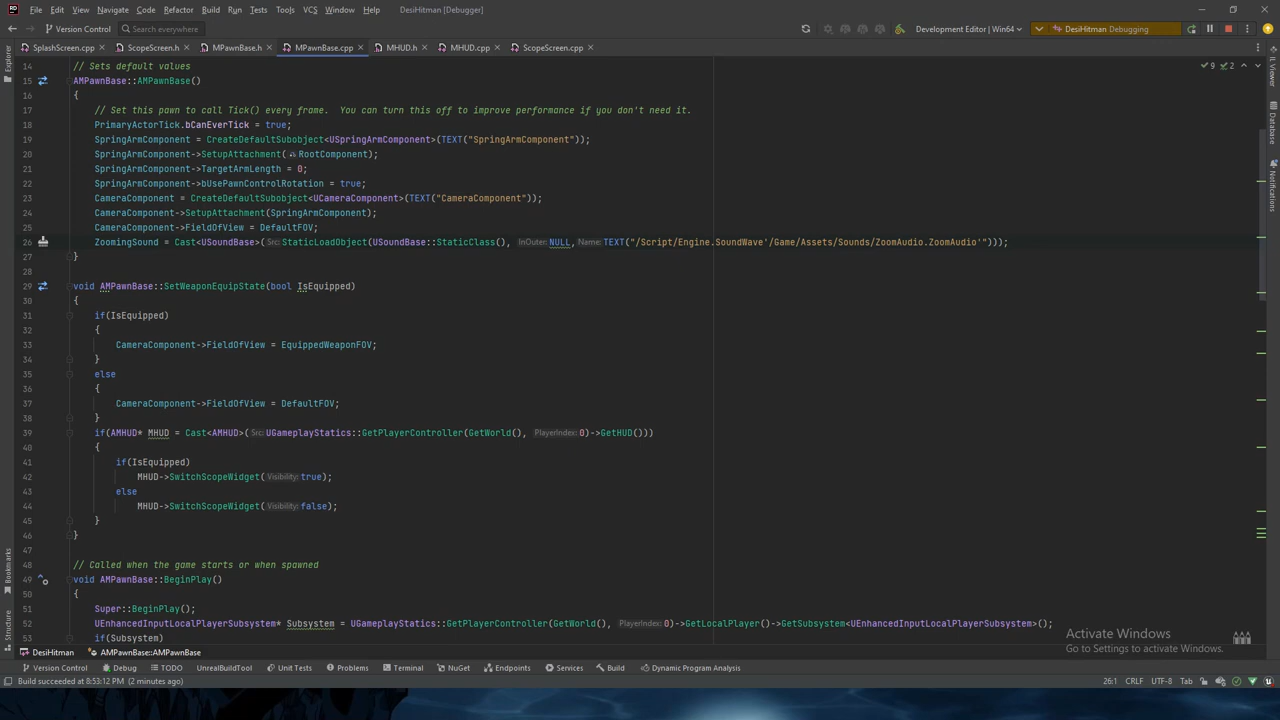 File Edit View Navigate Code Refactor Build Run Tests Tools VCS Window Help DesiHitman [Debugger]
Version Control Search everywhere Development Editor | Win64 DesiHitman Debugging
SplashScreen.cpp ScopeScreen.h MPawnBase.h MPawnBase.cpp MHUD.h MHUD.cpp ScopeScreen.cpp
9 2
14 // Sets default values
15 AMPawnBase::AMPawnBase()
16 {
17 // Set this pawn to call Tick() every frame.  You can turn this off to improve performance if you don't need it.
18 PrimaryActorTick.bCanEverTick = true;
19 SpringArmComponent = CreateDefaultSubobject<USpringArmComponent>(TEXT("SpringArmComponent"));
20 SpringArmComponent->SetupAttachment(RootComponent);
21 SpringArmComponent->TargetArmLength = 0;
22 SpringArmComponent->bUsePawnControlRotation = true;
23 CameraComponent = CreateDefaultSubobject<UCameraComponent>(TEXT("CameraComponent"));
24 CameraComponent->SetupAttachment(SpringArmComponent);
25 CameraComponent->FieldOfView = DefaultFOV;
26 ZoomingSound = Cast<USoundBase>(Src: StaticLoadObject(USoundBase::StaticClass(), InOuter: NULL, Name: TEXT("/Script/Engine.SoundWave'/Game/Assets/Sounds/ZoomAudio.ZoomAudio'")));
27 }
28
29 void AMPawnBase::SetWeaponEquipState(bool IsEquipped)
30 {
31 if(IsEquipped)
32 {
33 CameraComponent->FieldOfView = EquippedWeaponFOV;
34 }
35 else
36 {
37 CameraComponent->FieldOfView = DefaultFOV;
38 }
39 if(AMHUD* MHUD = Cast<AMHUD>(Src: UGameplayStatics::GetPlayerController(GetWorld(), PlayerIndex: 0)->GetHUD()))
40 {
41 if(IsEquipped)
42 MHUD->SwitchScopeWidget(Visibility: true);
43 else
44 MHUD->SwitchScopeWidget(Visibility: false);
45 }
46 }
47
48 // Called when the game starts or when spawned
49 void AMPawnBase::BeginPlay()
50 {
51 Super::BeginPlay();
52 UEnhancedInputLocalPlayerSubsystem* Subsystem = UGameplayStatics::GetPlayerController(GetWorld(), PlayerIndex: 0)->GetLocalPlayer()->GetSubsystem<UEnhancedInputLocalPlayerSubsystem>();
53 if(Subsystem)
Explorer
Bookmarks
Structure
IL Viewer
Database
Notifications
Activate Windows
Go to Settings to activate Windows.
DesiHitman AMPawnBase::AMPawnBase
Version Control Debug TODO UnrealBuildTool Unit Tests Problems Terminal NuGet Endpoints Services Build Dynamic Program Analysis
Build succeeded at 8:53:12 PM (2 minutes ago) 26:1 CRLF UTF-8 Tab